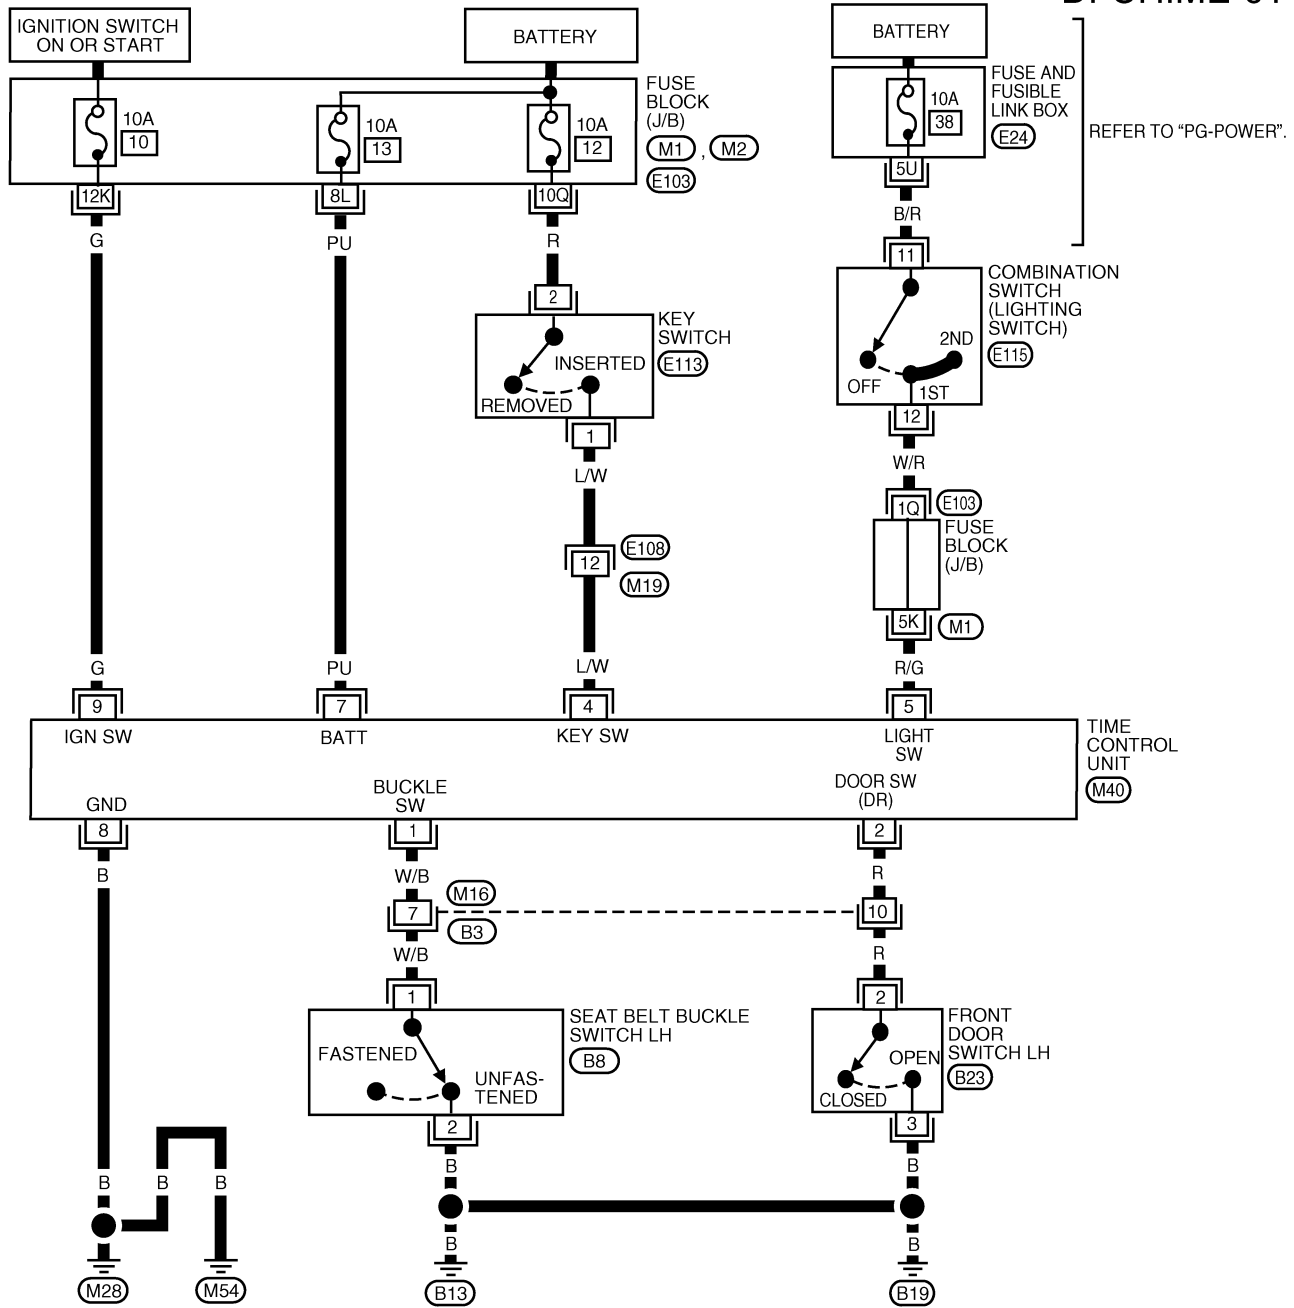 IGNITION SWITCH
ON OR START
BATTERY
BATTERY
10A
10
10A
13
10A
12
FUSE
BLOCK
(J/B)
M1 , M2
E103
10A
38
FUSE AND
FUSIBLE
LINK BOX
E24
REFER TO “PG-POWER”.
12K
8L
10Q
5U
G
PU
R
B/R
2
11
KEY
SWITCH
E113
INSERTED
REMOVED
COMBINATION
SWITCH
(LIGHTING
SWITCH)
E115
2ND
OFF
1ST
1
12
L/W
W/R
12
E108
M19
1Q
E103
FUSE
BLOCK
(J/B)
5K
M1
G
PU
L/W
R/G
9
7
4
5
IGN SW
BATT
KEY SW
LIGHT
SW
TIME
CONTROL
UNIT
M40
GND
BUCKLE
SW
DOOR SW
(DR)
8
1
2
B
W/B
R
7
M16
B3
10
W/B
R
1
2
SEAT BELT BUCKLE
SWITCH LH
B8
FASTENED
UNFAS-
TENED
FRONT
DOOR
SWITCH LH
B23
OPEN
CLOSED
2
3
B
B
B
B
B
B
B
M28
M54
B13
B19